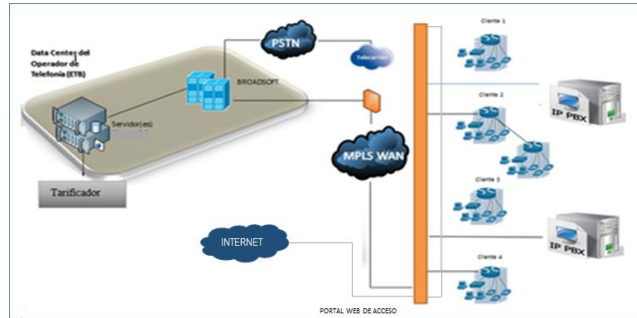 Data Center del
Operador de
Telefonía (ETB)
Servidor(es)
Tarificador
BROADSOFT
PSTN
Telecenter
MPLS WAN
INTERNET
PORTAL WEB DE ACCESO
Cliente 1
IP PBX
Cliente 2
Cliente 3
IP PBX
Cliente 4